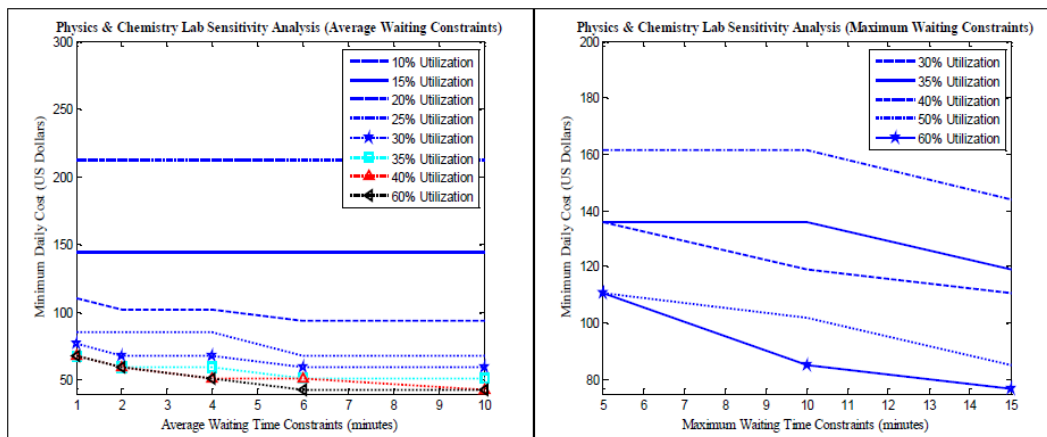 Physics & Chemistry Lab Sensitivity Analysis (Average Waiting Constraints)
300
250
200
150
100
50
Minimum Daily Cost (US Dollars)
10% Utilization
15% Utilization
20% Utilization
25% Utilization
30% Utilization
35% Utilization
40% Utilization
60% Utilization
1 2 3 4 5 6 7 8 9 10
Average Waiting Time Constraints (minutes)
Physics & Chemistry Lab Sensitivity Analysis (Maximum Waiting Constraints)
200
180
160
140
120
100
80
Minimum Daily Cost (US Dollars)
30% Utilization
35% Utilization
40% Utilization
50% Utilization
60% Utilization
5 6 7 8 9 10 11 12 13 14 15
Maximum Waiting Time Constraints (minutes)